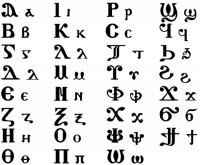 Ⲁ ⲁ Ⲓ ⲓ Ⲣ ⲣ Ϣ ϣ
Ⲃ ⲃ Ⲕ ⲕ Ⲥ ⲥ Ϥ ϥ
Ⲅ ⲅ Ⲗ ⲗ Ⲧ ⲧ Ϧ ϧ
Ⲇ ⲇ Ⲙ ⲙ Ⲩ ⲩ Ϩ ϩ
Ⲉ ⲉ Ⲛ ⲛ Ⲫ ⲫ Ϫ ϫ
Ⲍ ⲍ Ⲝ ⲝ Ⲭ ⲭ Ϭ ϭ
Ⲏ ⲏ Ⲟ ⲟ Ⲯ ⲯ Ϯ ϯ
Ⲑ ⲑ Ⲡ ⲡ Ⲱ ⲱ